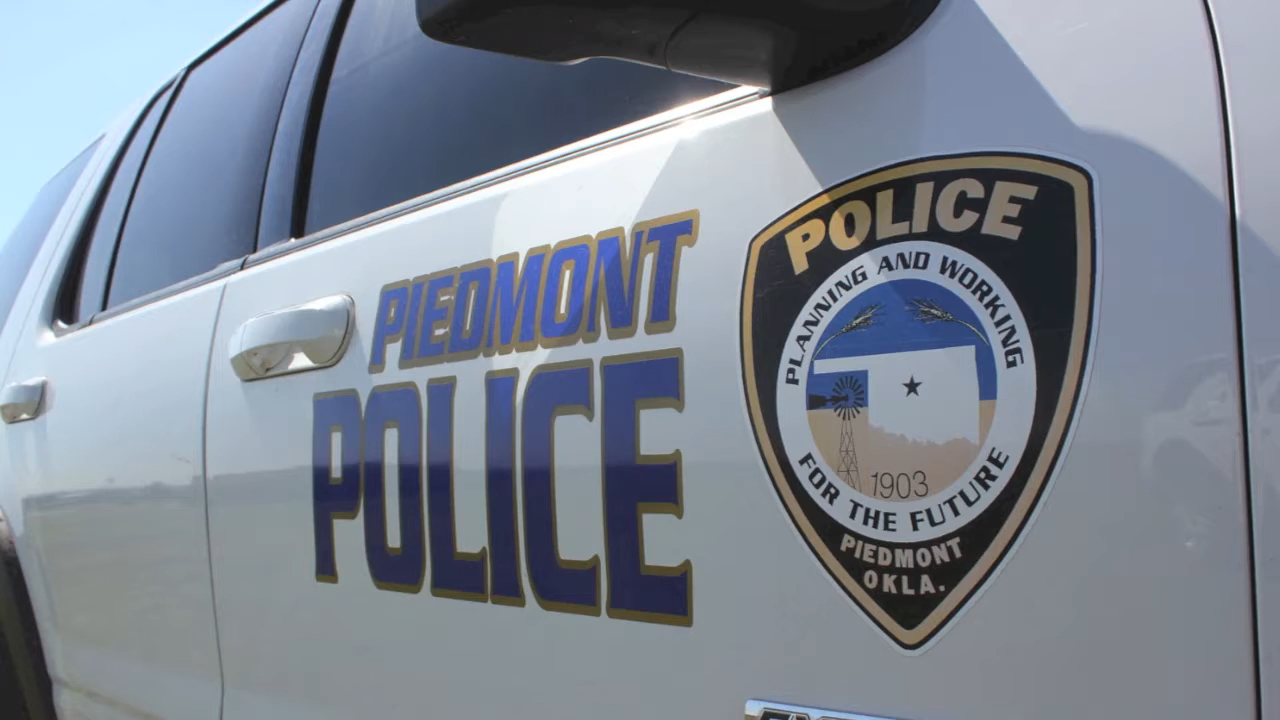 PIEDMONT
POLICE
POLICE
PLANNING AND WORKING
FOR THE FUTURE
1903
PIEDMONT
OKLA.